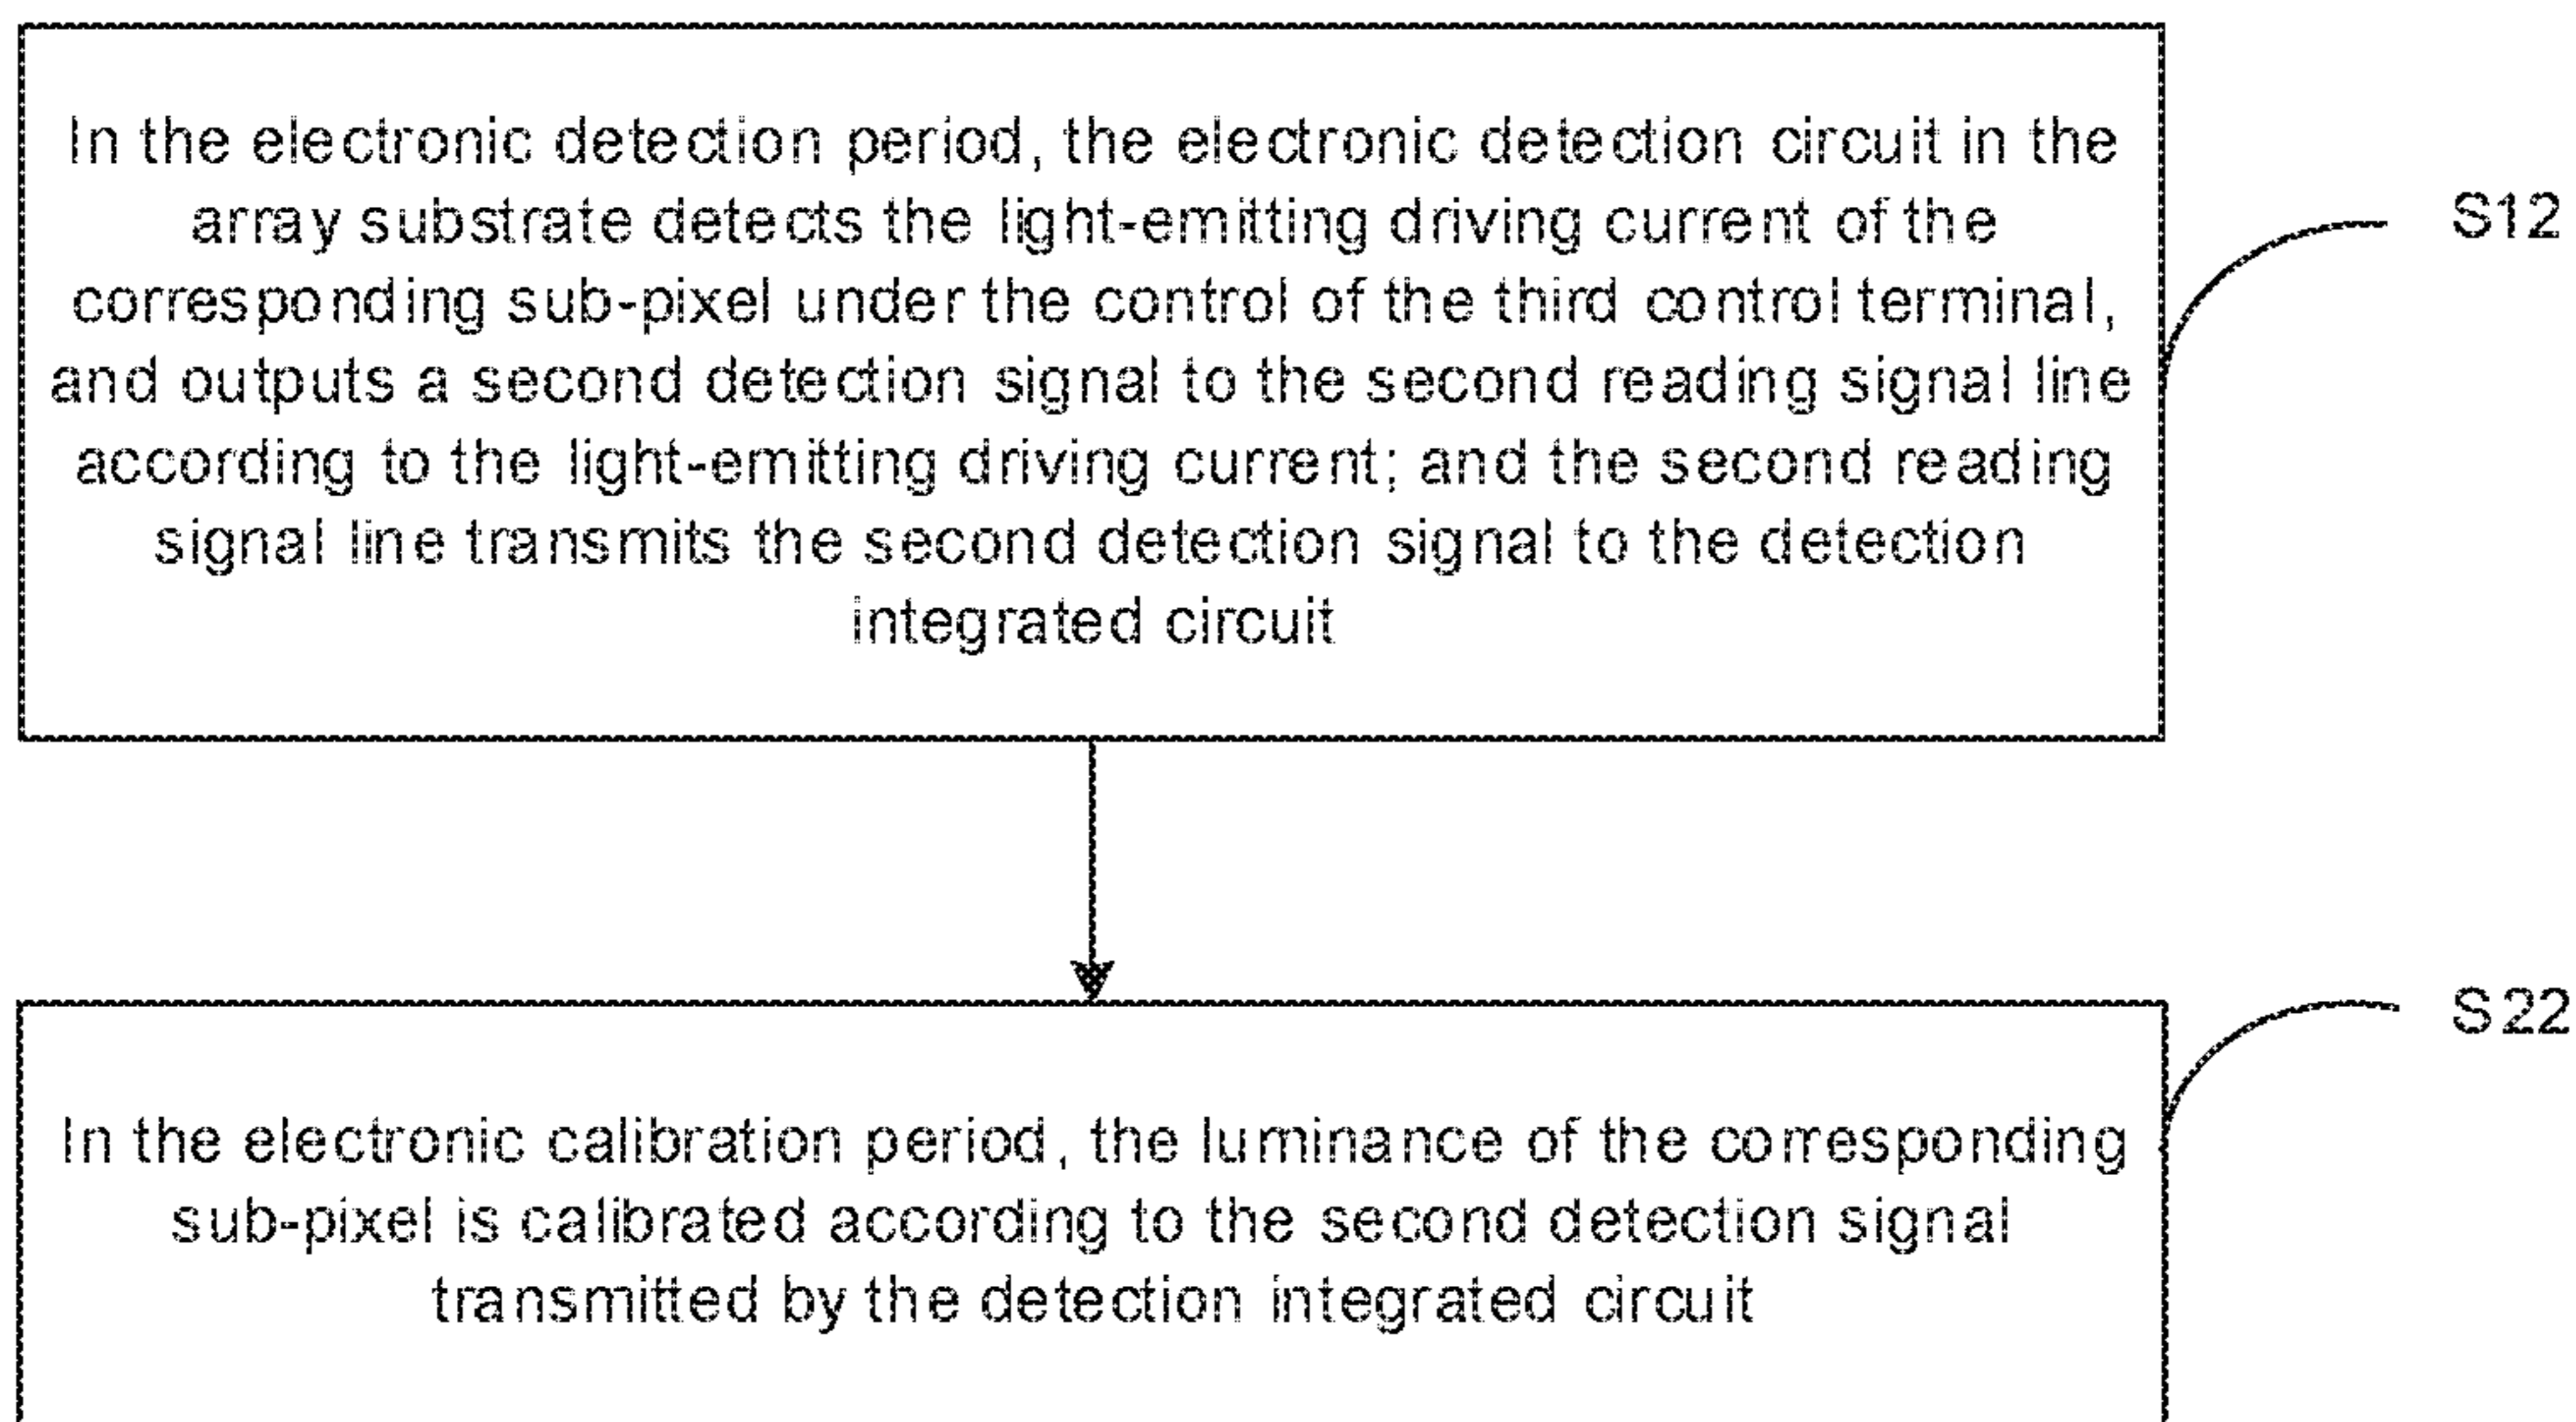 In the electronic detection period, the electronic detection circuit in the
array substrate detects the light-emitting driving current of the
corresponding sub-pixel under the control of the third control terminal,
and outputs a second detection signal to the second reading signal line
according to the light-emitting driving current; and the second reading
signal line transmits the second detection signal to the detection
integrated circuit
S12
In the electronic calibration period, the luminance of the corresponding
sub-pixel is calibrated according to the second detection signal
transmitted by the detection integrated circuit
S22